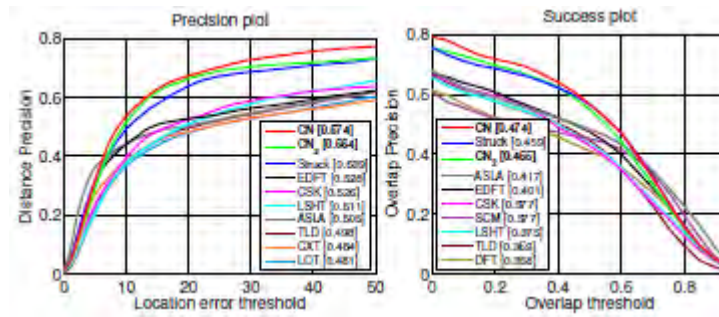 Precision plot
Distance Precision
0.8
0.6
0.4
0.2
0
0 10 20 30 40 50
Location error threshold
CN [0.674]
CN₂ [0.664]
Struck
EDFT [0.528]
CSK [0.526]
LSHT [0.511]
ASLA [0.505]
TLD [0.498]
CXT [0.484]
LOT [0.481]
Success plot
Overlap Precision
0.8
0.6
0.4
0.2
0
0 0.2 0.4 0.6 0.8
Overlap threshold
CN [0.474]
Struck [0.459]
CN₂ [0.456]
ASLA [0.417]
EDFT [0.401]
CSK [0.377]
SCM [0.377]
LSHT [0.375]
TLD
DFT [0.358]